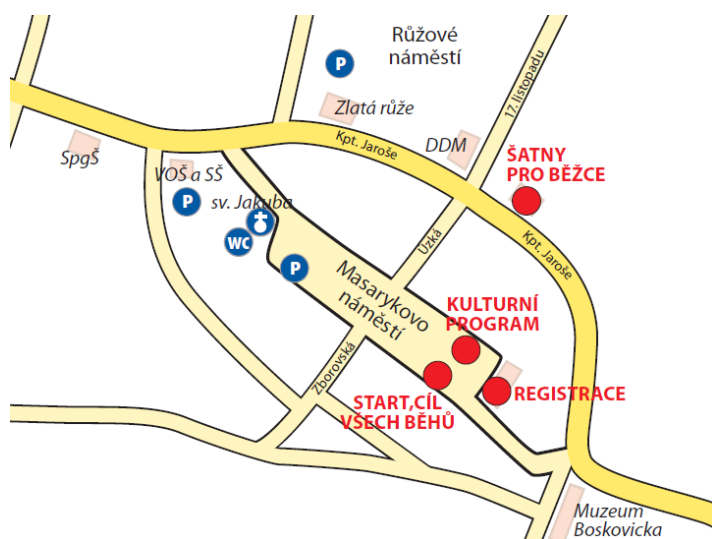 Růžové
náměstí
P
Zlatá růže
17. listopadu
Kpt. Jaroše
DDM
SpgŠ
VOŠ a SŠ
ŠATNY
PRO BĚŽCE
P
sv. Jakuba
WC
P
Úzká
Kpt. Jaroše
Masarykovo
náměstí
KULTURNÍ
PROGRAM
Zborovská
START,CÍL
VŠECH BĚHŮ
REGISTRACE
Muzeum
Boskovicka